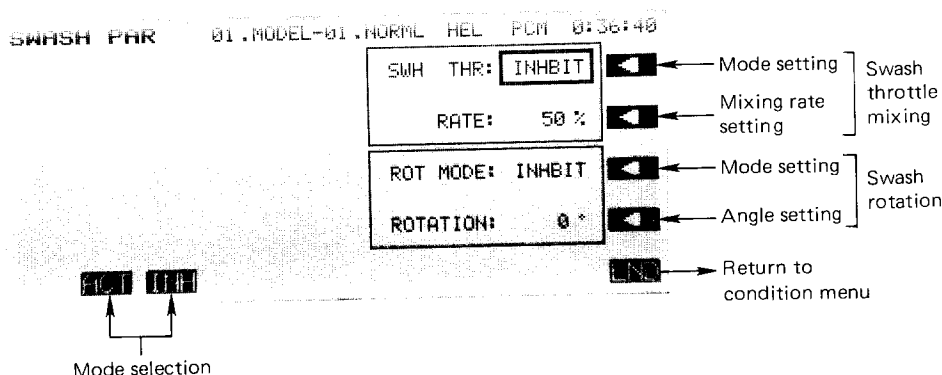 SWASH PAR 01.MODEL-01.NORML HEL PCM 0:36:40
SWH THR: INHBIT
RATE: 50 %
ROT MODE: INHBIT
ROTATION: 0 °
ACT INH
END
Mode setting
Mixing rate
setting
Swash
throttle
mixing
Mode setting
Angle setting
Swash
rotation
Return to
condition menu
Mode selection